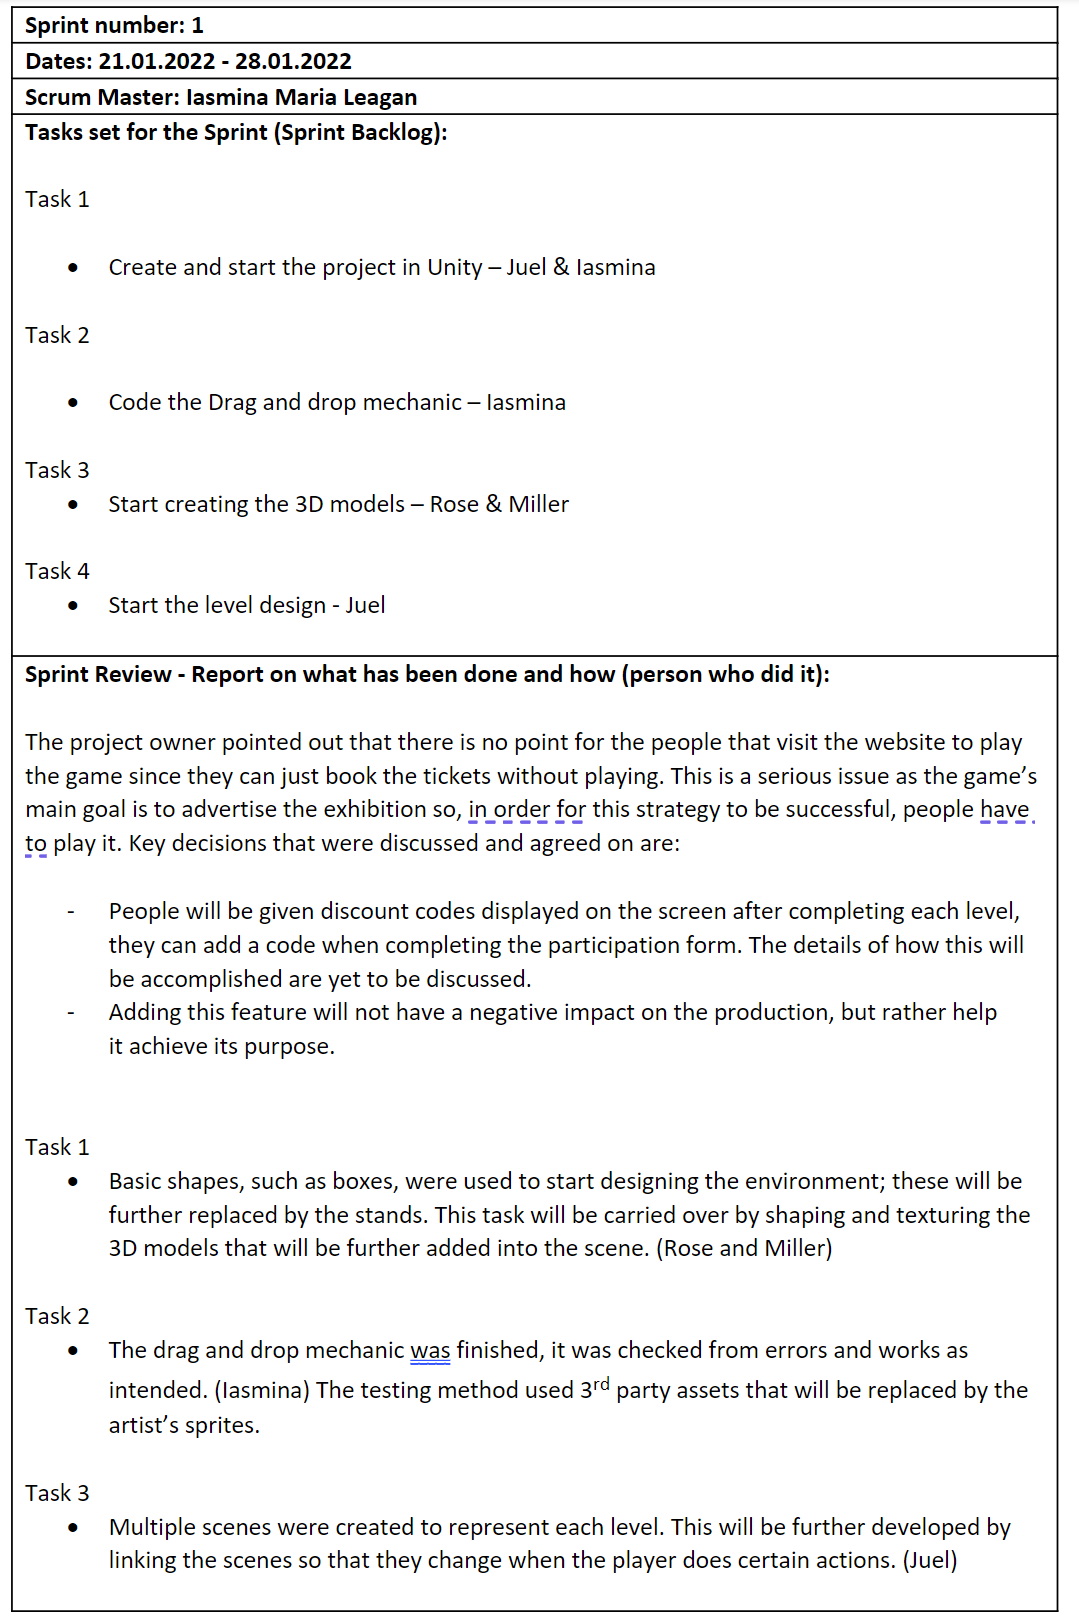 Sprint number: 1
Dates: 21.01.2022 - 28.01.2022
Scrum Master: Iasmina Maria Leagan
Tasks set for the Sprint (Sprint Backlog):
Task 1
• Create and start the project in Unity – Juel & Iasmina
Task 2
• Code the Drag and drop mechanic – Iasmina
Task 3
• Start creating the 3D models – Rose & Miller
Task 4
• Start the level design - Juel
Sprint Review - Report on what has been done and how (person who did it):
The project owner pointed out that there is no point for the people that visit the website to play
the game since they can just book the tickets without playing. This is a serious issue as the game’s
main goal is to advertise the exhibition so, in order for this strategy to be successful, people have
to play it. Key decisions that were discussed and agreed on are:
- People will be given discount codes displayed on the screen after completing each level,
they can add a code when completing the participation form. The details of how this will
be accomplished are yet to be discussed.
- Adding this feature will not have a negative impact on the production, but rather help
it achieve its purpose.
Task 1
• Basic shapes, such as boxes, were used to start designing the environment; these will be
further replaced by the stands. This task will be carried over by shaping and texturing the
3D models that will be further added into the scene. (Rose and Miller)
Task 2
• The drag and drop mechanic was finished, it was checked from errors and works as
intended. (Iasmina) The testing method used 3rd party assets that will be replaced by the
artist’s sprites.
Task 3
• Multiple scenes were created to represent each level. This will be further developed by
linking the scenes so that they change when the player does certain actions. (Juel)